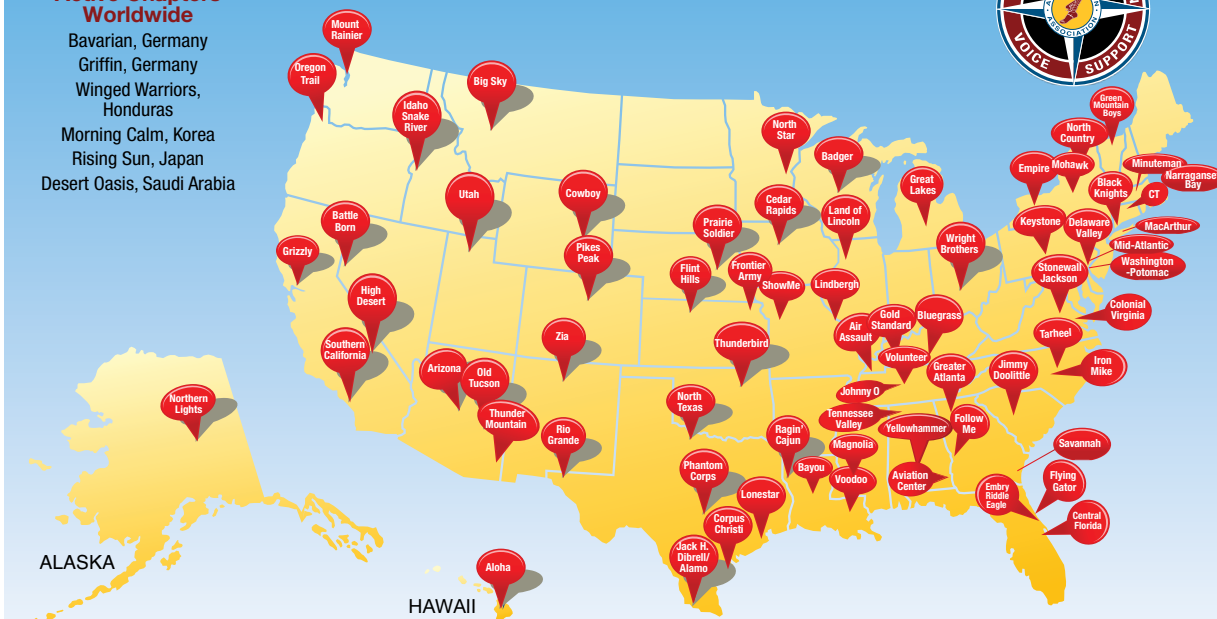 Active Chapters
Worldwide
Bavarian, Germany
Griffin, Germany
Winged Warriors,
Honduras
Morning Calm, Korea
Rising Sun, Japan
Desert Oasis, Saudi Arabia
ASSOCIATION
VOICE
SUPPORT
Mount
Rainier
Oregon
Trail
Big Sky
Idaho
Snake
River
Utah
Cowboy
Battle
Born
Grizzly
Pikes
Peak
High
Desert
Southern
California
Arizona
Old
Tucson
Thunder
Mountain
Zia
Rio
Grande
North
Star
Badger
Great
Lakes
Cedar
Rapids
Land of
Lincoln
Prairie
Soldier
Flint
Hills
Frontier
Army
ShowMe
Lindbergh
Wright
Brothers
Thunderbird
North
Texas
Phantom
Corps
Lonestar
Corpus
Christi
Jack H.
Dibrell/
Alamo
Ragin'
Cajun
Bayou
Magnolia
Voodoo
Air
Assault
Gold
Standard
Bluegrass
Volunteer
Johnny O
Tennessee
Valley
Yellowhammer
Aviation
Center
Greater
Atlanta
Follow
Me
Jimmy
Doolittle
Tarheel
Iron
Mike
Colonial
Virginia
Savannah
Flying
Gator
Embry
Riddle
Eagle
Central
Florida
Green
Mountain
Boys
North
Country
Empire
Mohawk
Minuteman
Narraganse
Bay
Black
Knights
CT
Keystone
Delaware
Valley
MacArthur
Mid-Atlantic
Washington
-Potomac
Stonewall
Jackson
Northern
Lights
ALASKA
Aloha
HAWAII